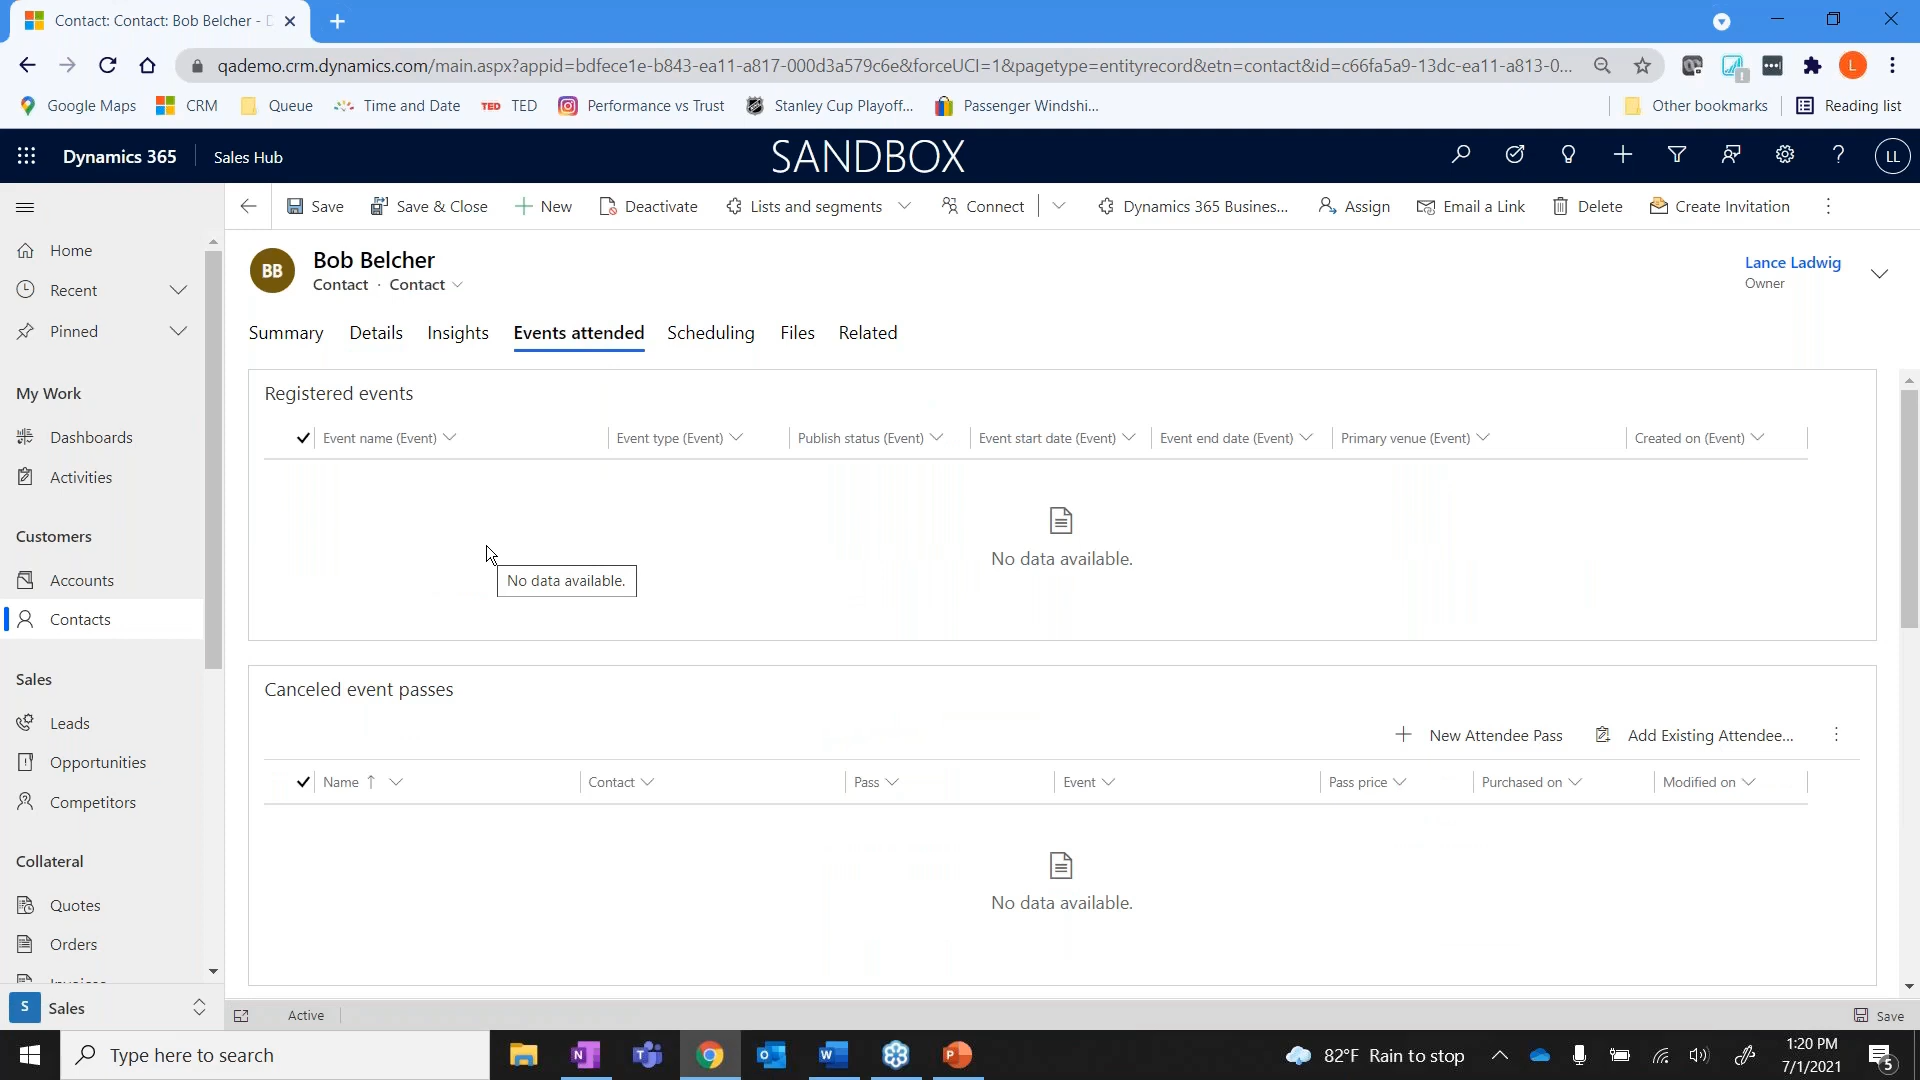 Contact: Contact: Bob Belcher - D
qademo.crm.dynamics.com/main.aspx?appid=bdfece1e-b843-ea11-a817-000d3a579c6e&forceUCI=1&pagetype=entityrecord&etn=contact&id=c66fa5a9-13dc-ea11-a813-0... L
Google Maps CRM Queue Time and Date TED TED Performance vs Trust Stanley Cup Playoff... Passenger Windshi... Other bookmarks Reading list
Dynamics 365 Sales Hub SANDBOX LL
Save Save & Close New Deactivate Lists and segments Connect Dynamics 365 Busines... Assign Email a Link Delete Create Invitation
Home
Recent
Pinned
My Work
Dashboards
Activities
Customers
Accounts
Contacts
Sales
Leads
Opportunities
Competitors
Collateral
Quotes
Orders
S Sales
BB
Bob Belcher
Contact · Contact
Lance Ladwig
Owner
Summary Details Insights Events attended Scheduling Files Related
Registered events
Event name (Event) Event type (Event) Publish status (Event) Event start date (Event) Event end date (Event) Primary venue (Event) Created on (Event)
No data available.
No data available.
Canceled event passes
New Attendee Pass Add Existing Attendee...
Name Contact Pass Event Pass price Purchased on Modified on
No data available.
Active Save
Type here to search
82°F Rain to stop
1:20 PM
7/1/2021
5